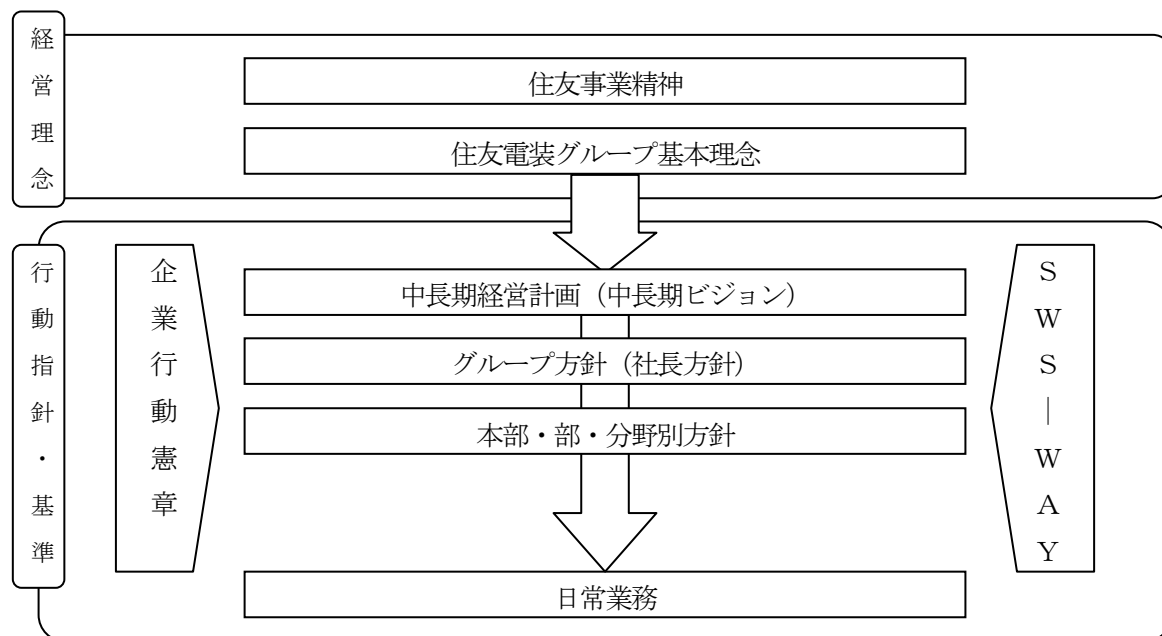 経営理念
住友事業精神
住友電装グループ基本理念
行動指針・基準
企業行動憲章
中長期経営計画（中長期ビジョン）
グループ方針（社長方針）
本部・部・分野別方針
日常業務
ＳＷＳ｜ＷＡＹ